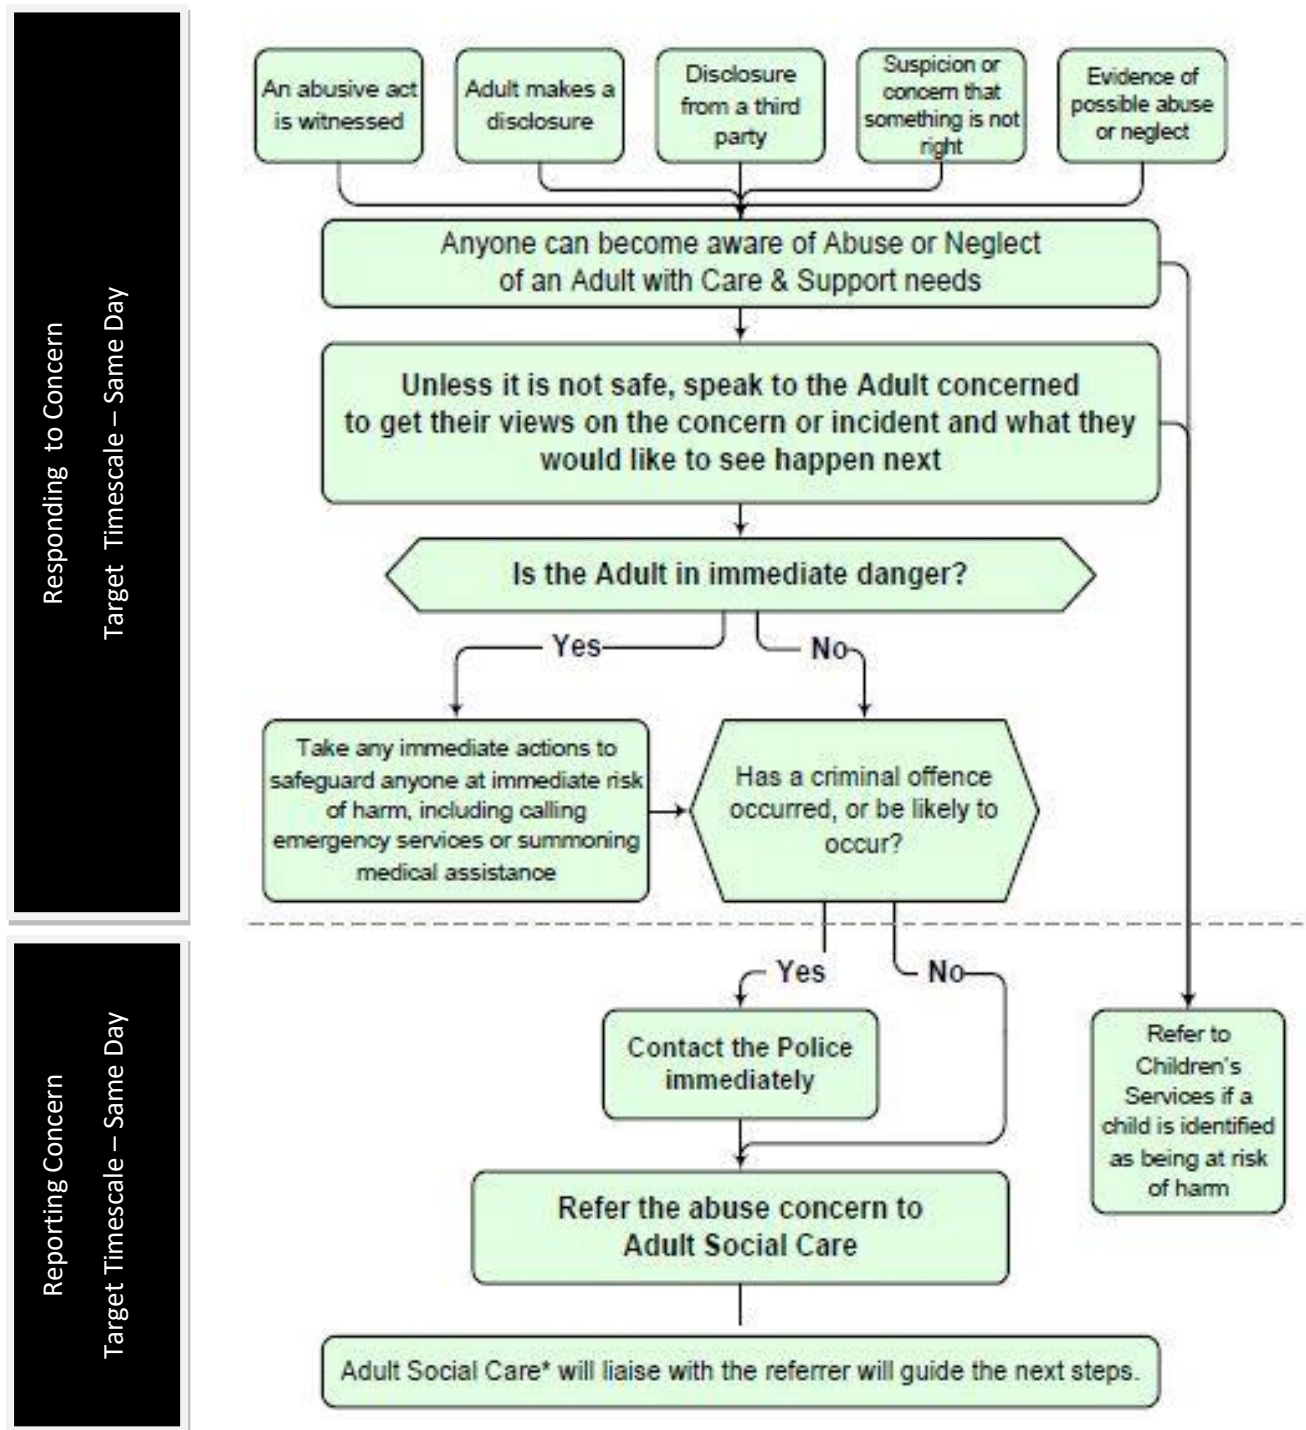 Responding to Concern
Target Timescale – Same Day
An abusive act
is witnessed
Adult makes a
disclosure
Disclosure
from a third
party
Suspicion or
concern that
something is not
right
Evidence of
possible abuse
or neglect
Anyone can become aware of Abuse or Neglect
of an Adult with Care & Support needs
Unless it is not safe, speak to the Adult concerned
to get their views on the concern or incident and what they
would like to see happen next
Is the Adult in immediate danger?
Yes
No
Take any immediate actions to
safeguard anyone at immediate risk
of harm, including calling
emergency services or summoning
medical assistance
Has a criminal offence
occurred, or be likely to
occur?
Reporting Concern
Target Timescale – Same Day
Yes
No
Contact the Police
immediately
Refer to
Children's
Services if a
child is identified
as being at risk
of harm
Refer the abuse concern to
Adult Social Care
Adult Social Care* will liaise with the referrer will guide the next steps.